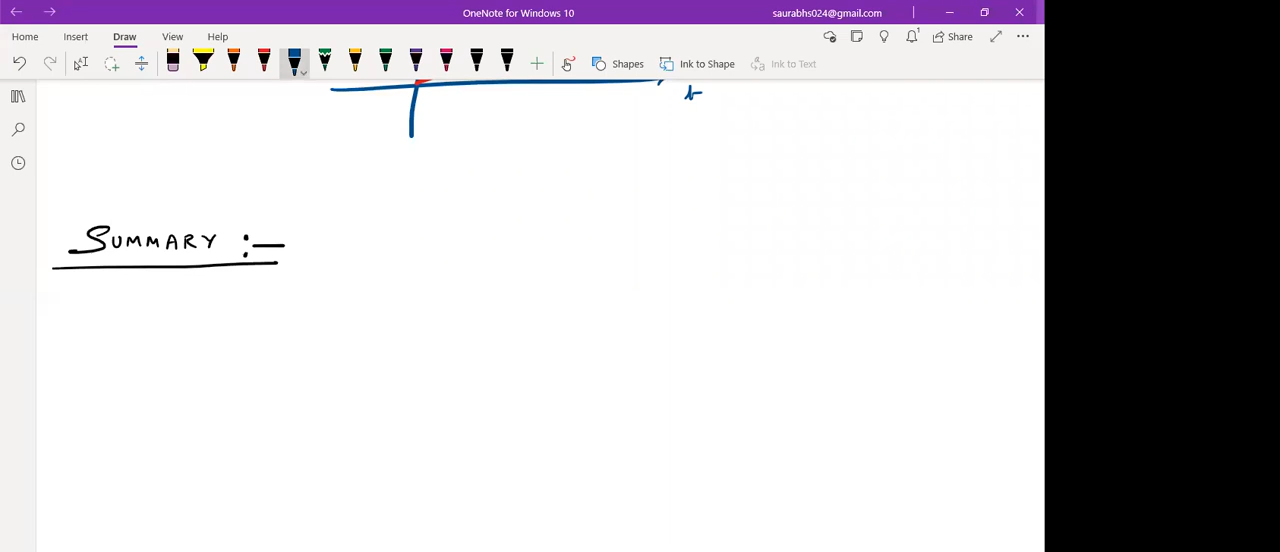 OneNote for Windows 10
saurabhs024@gmail.com
Home Insert Draw View Help
1 Share
Shapes Ink to Shape Ink to Text
SUMMARY :-